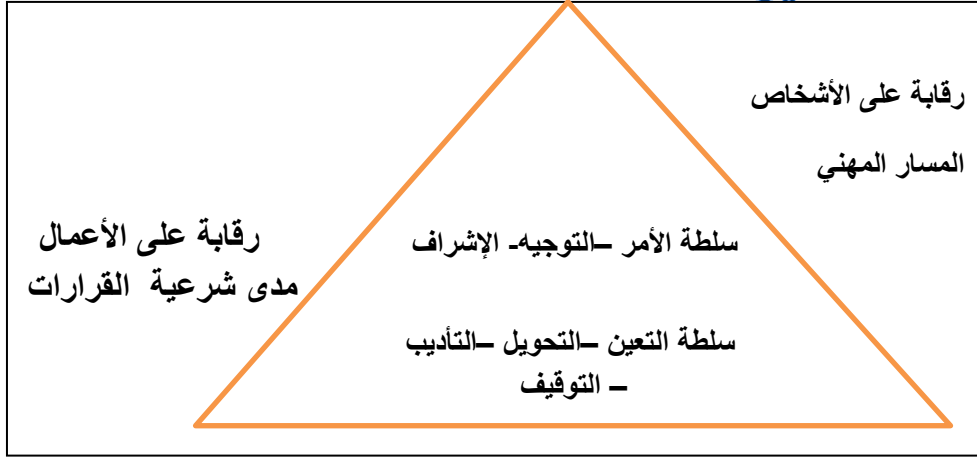 رقابة على الأشخاص
المسار المهني
رقابة على الأعمال
مدى شرعية القرارات
سلطة الأمر –التوجيه- الإشراف
سلطة التعين –التحويل –التأديب
– التوقيف